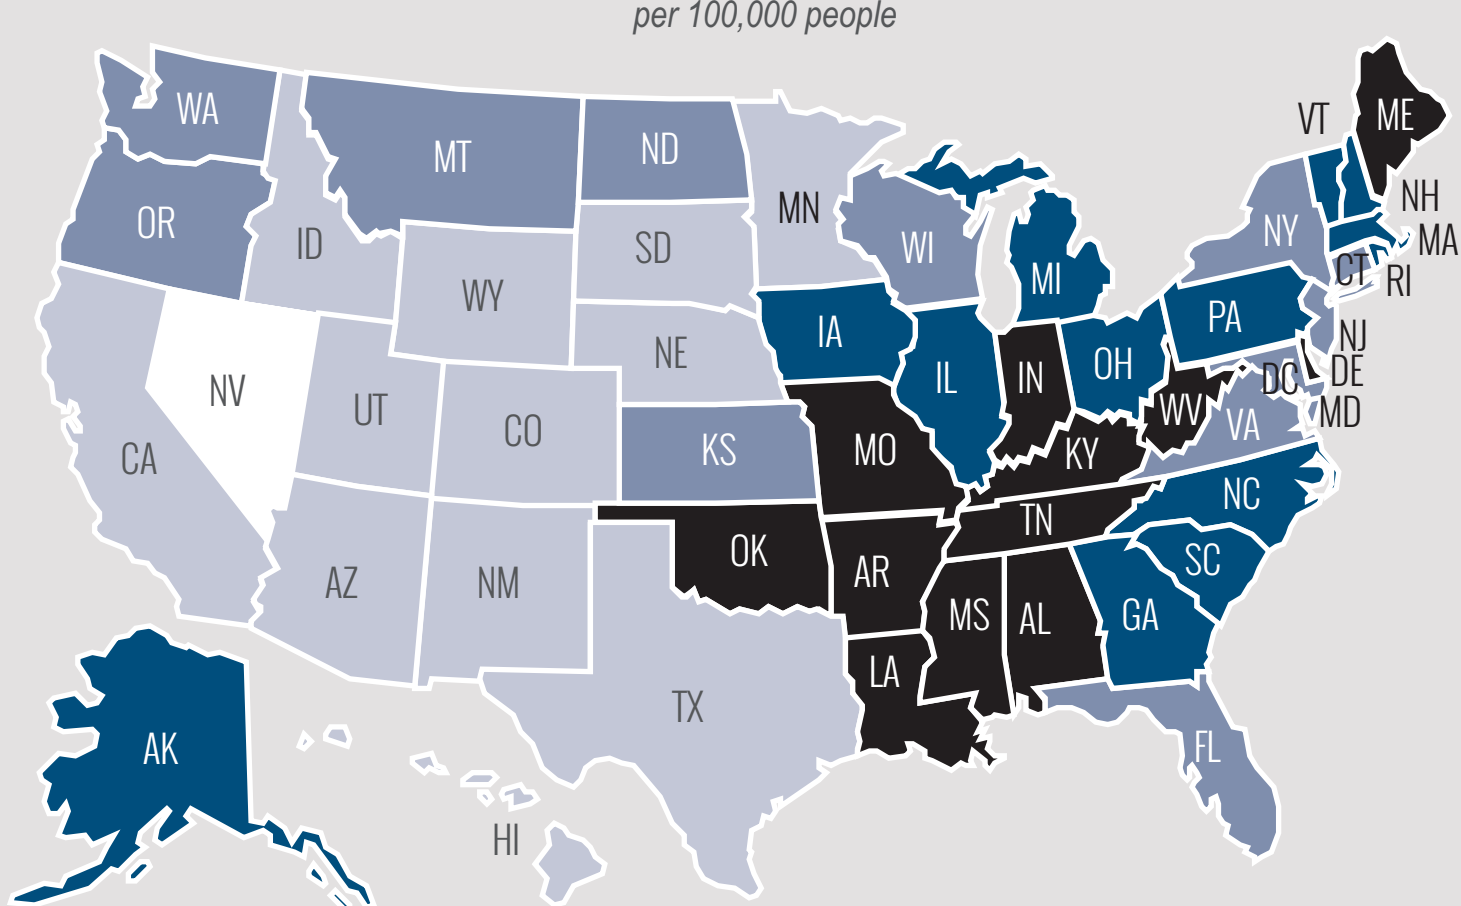 per 100,000 people
WA
MT
ND
MN
VT
ME
OR
ID
SD
WI
NY
NH
MA
WY
MI
CT
RI
IA
PA
NJ
NE
NV
UT
IL
IN
OH
DC
DE
CO
CA
KS
MO
KY
WV
VA
MD
NC
TN
OK
AR
SC
AZ
NM
MS
AL
GA
LA
TX
AK
FL
HI